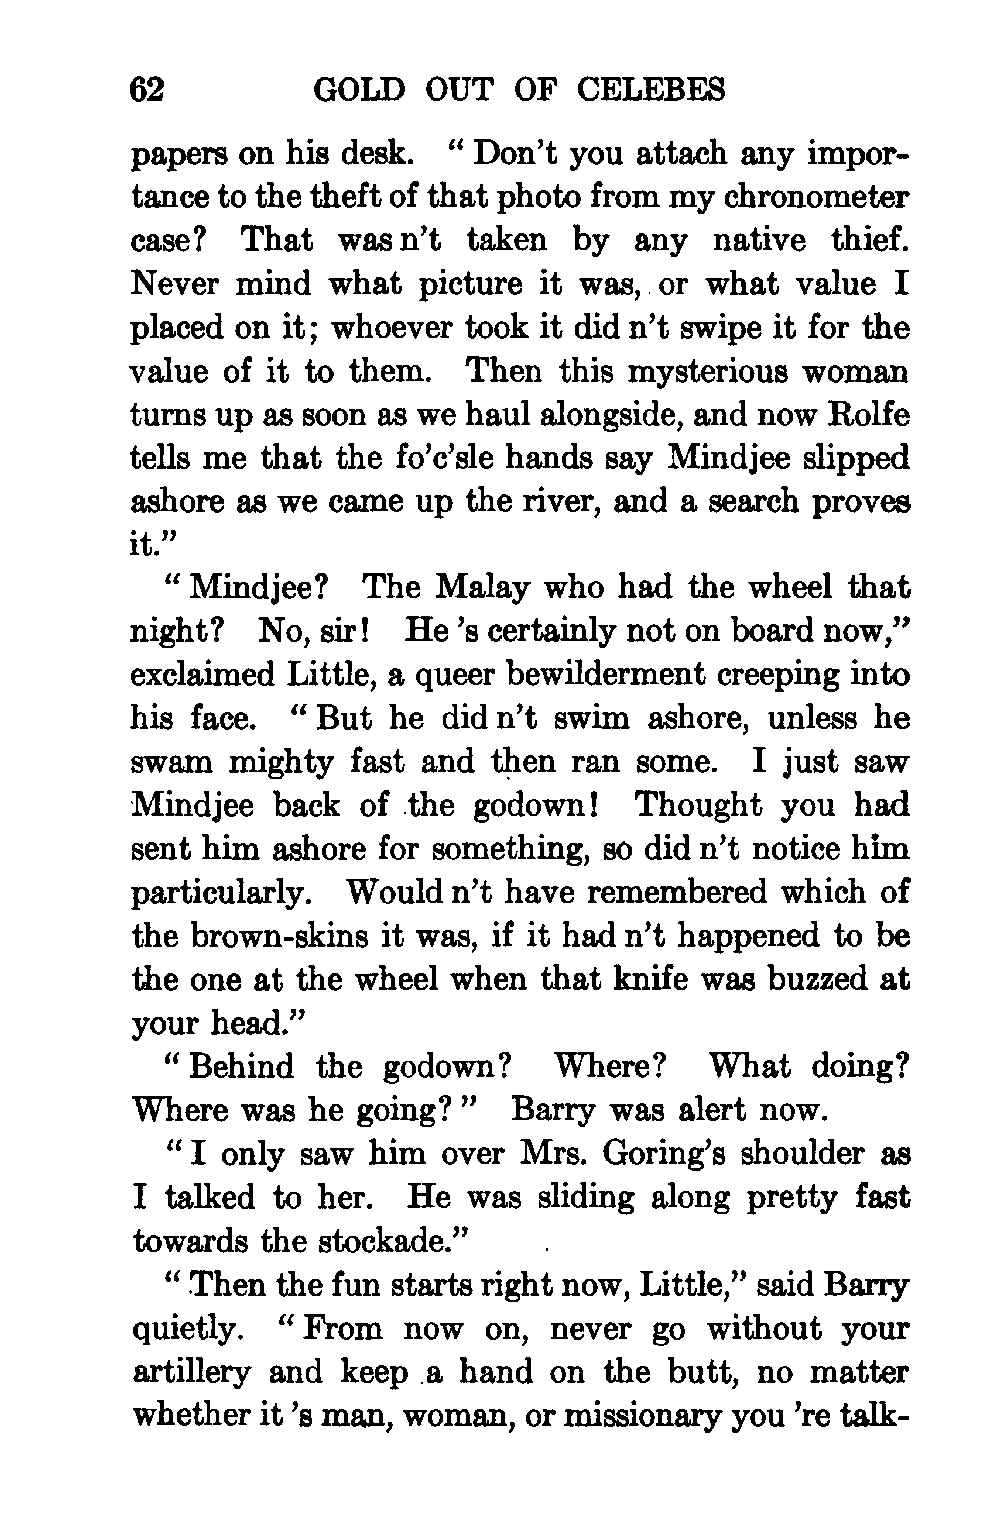 62 GOLD OUT OF CELEBES
papers on his desk. “ Don’t you attach any impor-
tance to the theft of that photo from my chronometer
case? That was n’t taken by any native thief.
Never mind what picture it was, or what value I
placed on it; whoever took it did n’t swipe it for the
value of it to them. Then this mysterious woman
turns up as soon as we haul alongside, and now Rolfe
tells me that the fo’c’sle hands say Mindjee slipped
ashore as we came up the river, and a search proves
it.”
“ Mindjee? The Malay who had the wheel that
night? No, sir! He ’s certainly not on board now,”
exclaimed Little, a queer bewilderment creeping into
his face. “ But he did n’t swim ashore, unless he
swam mighty fast and then ran some. I just saw
Mindjee back of the godown! Thought you had
sent him ashore for something, so did n’t notice him
particularly. Would n’t have remembered which of
the brown-skins it was, if it had n’t happened to be
the one at the wheel when that knife was buzzed at
your head.”
“ Behind the godown? Where? What doing?
Where was he going? ” Barry was alert now.
“ I only saw him over Mrs. Goring’s shoulder as
I talked to her. He was sliding along pretty fast
towards the stockade.”
“ Then the fun starts right now, Little,” said Barry
quietly. “ From now on, never go without your
artillery and keep a hand on the butt, no matter
whether it ’s man, woman, or missionary you ’re talk-